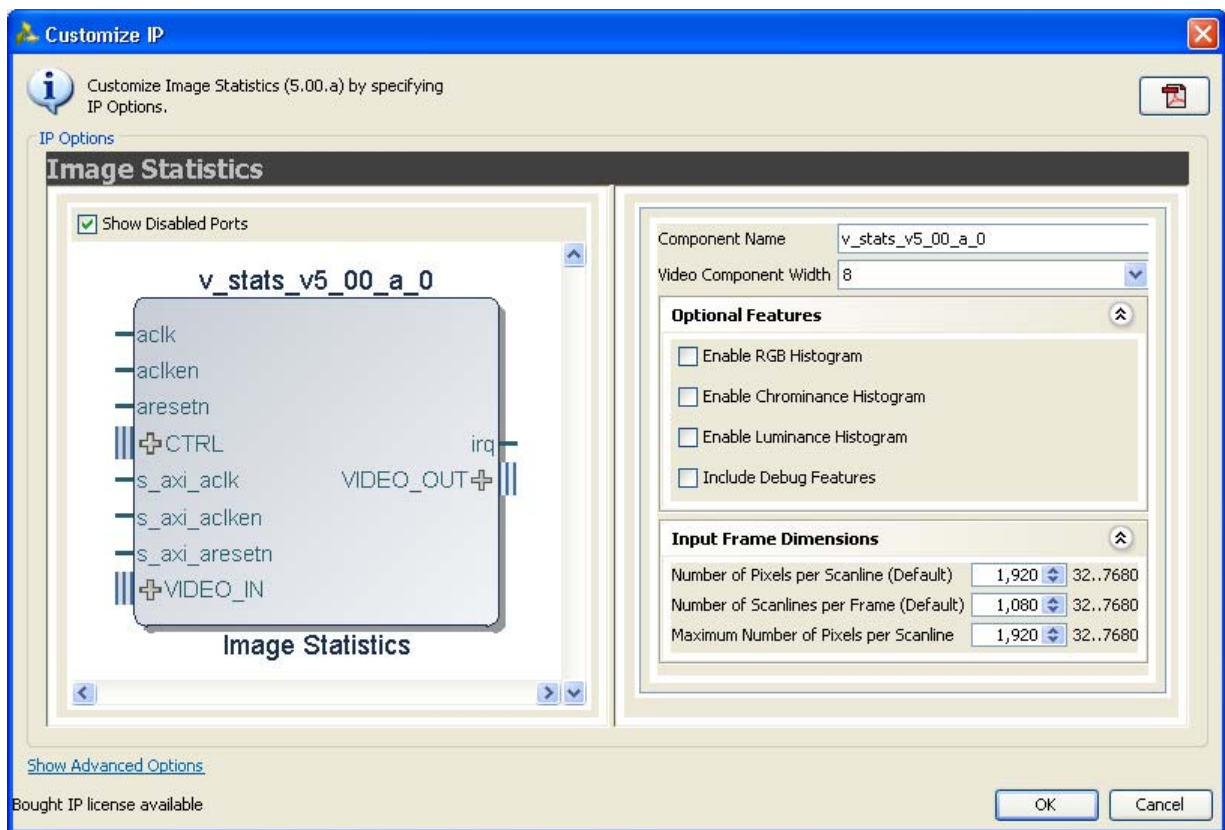 Customize IP
Customize Image Statistics (5.00.a) by specifying
IP Options.
IP Options
Image Statistics
Show Disabled Ports
v_stats_v5_00_a_0
aclk
aclken
aresetn
CTRL
irq
s_axi_aclk
VIDEO_OUT
s_axi_aclken
s_axi_aresetn
VIDEO_IN
Image Statistics
Component Name v_stats_v5_00_a_0
Video Component Width 8
Optional Features
Enable RGB Histogram
Enable Chrominance Histogram
Enable Luminance Histogram
Include Debug Features
Input Frame Dimensions
Number of Pixels per Scanline (Default) 1,920 32..7680
Number of Scanlines per Frame (Default) 1,080 32..7680
Maximum Number of Pixels per Scanline 1,920 32..7680
Show Advanced Options
Bought IP license available
OK
Cancel